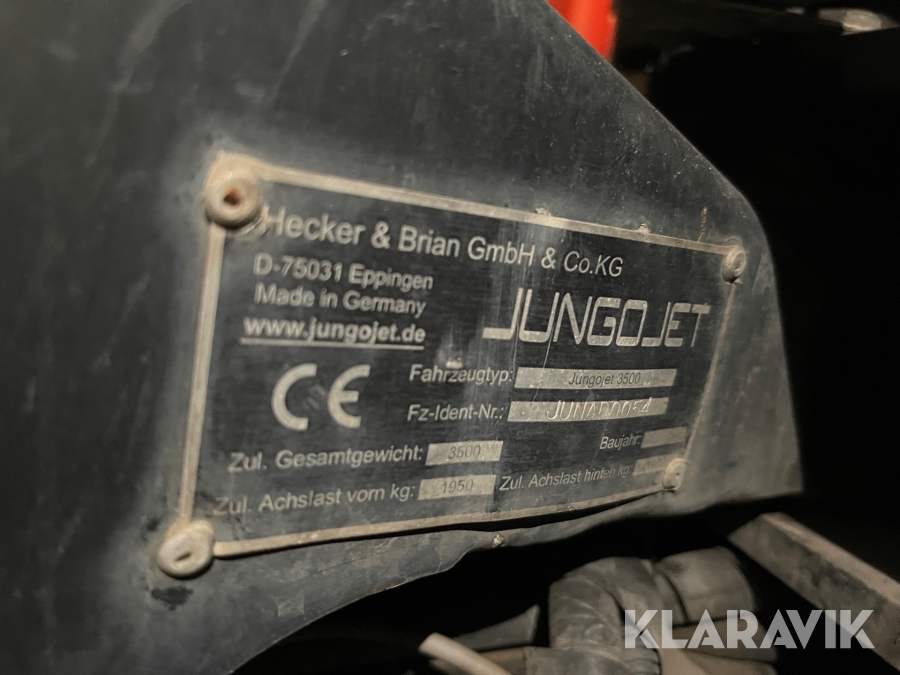 Hecker & Brian GmbH & Co.KG
D-75031 Eppingen
Made in Germany
www.jungojet.de
JUNGOJET
CE
Fahrzeugtyp: Jungojet 3500
Fz-Ident-Nr.:
Baujahr:
Zul. Gesamtgewicht: 3500
Zul. Achslast vorn kg: 1950
Zul. Achslast hinten kg:
KLARAVIK